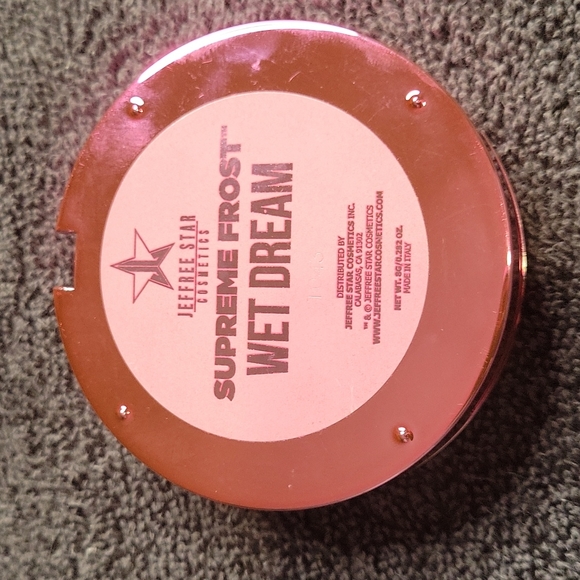 JEFFREE STAR
COSMETICS
SUPREME FROST™
WET DREAM
DISTRIBUTED BY
JEFFREE STAR COSMETICS INC.
CALABASAS, CA 91302
™ & © JEFFREE STAR COSMETICS
WWW.JEFFREESTARCOSMETICS.COM
NET WT. 8G/0.282 OZ.
MADE IN ITALY